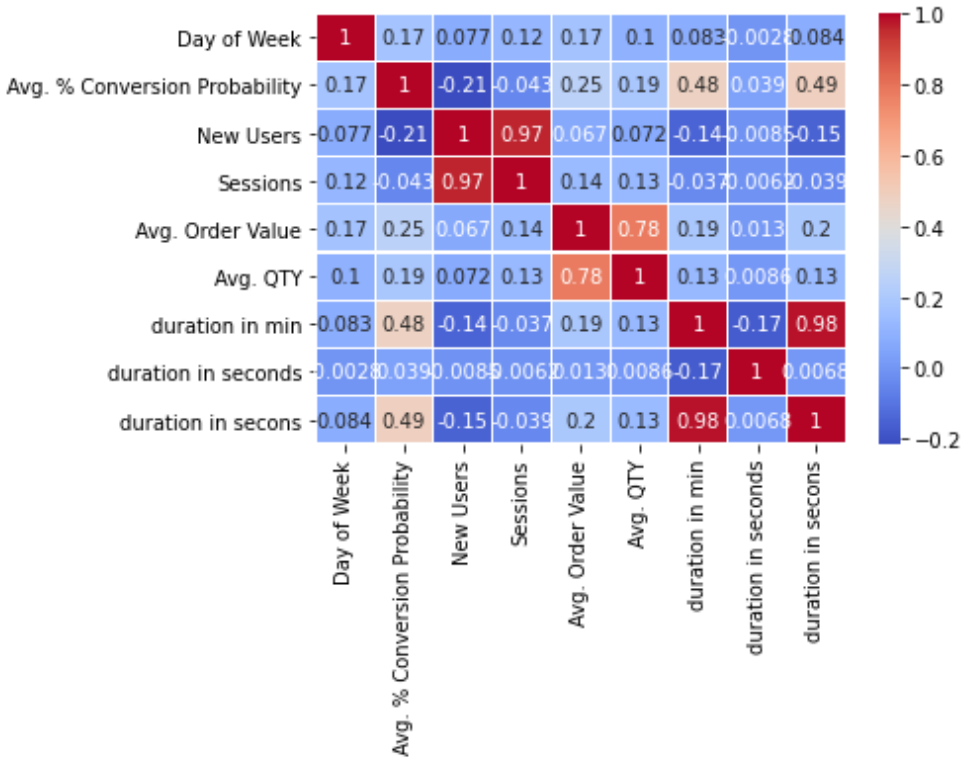 Day of Week 1 0.17 0.077 0.12 0.17 0.1 0.083 -0.0028 0.084
Avg. % Conversion Probability 0.17 1 -0.21 -0.043 0.25 0.19 0.48 0.039 0.49
New Users 0.077 -0.21 1 0.97 0.067 0.072 -0.14 -0.0085 -0.15
Sessions 0.12 -0.043 0.97 1 0.14 0.13 -0.037 -0.0062 -0.039
Avg. Order Value 0.17 0.25 0.067 0.14 1 0.78 0.19 0.013 0.2
Avg. QTY 0.1 0.19 0.072 0.13 0.78 1 0.13 0.0086 0.13
duration in min 0.083 0.48 -0.14 -0.037 0.19 0.13 1 -0.17 0.98
duration in seconds -0.0028 0.039 -0.0085 -0.0062 0.013 0.0086 -0.17 1 0.0068
duration in secons 0.084 0.49 -0.15 -0.039 0.2 0.13 0.98 0.0068 1
Day of Week
Avg. % Conversion Probability
New Users
Sessions
Avg. Order Value
Avg. QTY
duration in min
duration in seconds
duration in secons
1.0
0.8
0.6
0.4
0.2
0.0
−0.2